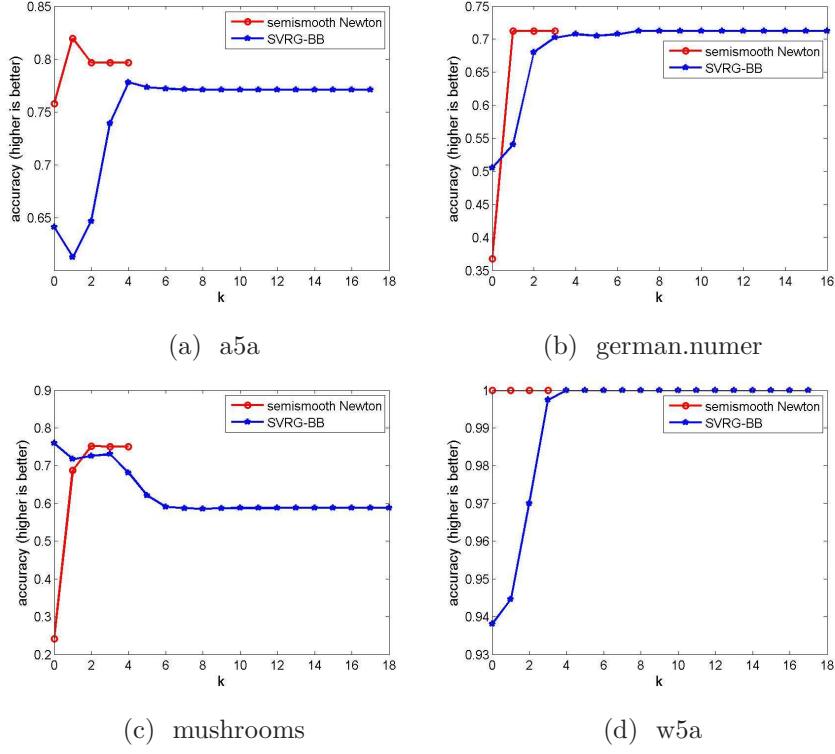 0.85
0.8
0.75
0.65
accuracy (higher is better)
0 2 4 6 8 10 12 14 16 18
k
semismooth Newton
SVRG-BB
(a) a5a
0.75
0.7
0.65
0.6
0.55
0.5
0.45
0.4
0.35
accuracy (higher is better)
0 2 4 6 8 10 12 14 16
k
semismooth Newton
SVRG-BB
(b) german.numer
0.9
0.8
0.7
0.6
0.5
0.4
0.3
0.2
accuracy (higher is better)
0 2 4 6 8 10 12 14 16 18
k
semismooth Newton
SVRG-BB
(c) mushrooms
1
0.99
0.98
0.97
0.96
0.95
0.94
0.93
accuracy (higher is better)
0 2 4 6 8 10 12 14 16 18
k
semismooth Newton
SVRG-BB
(d) w5a